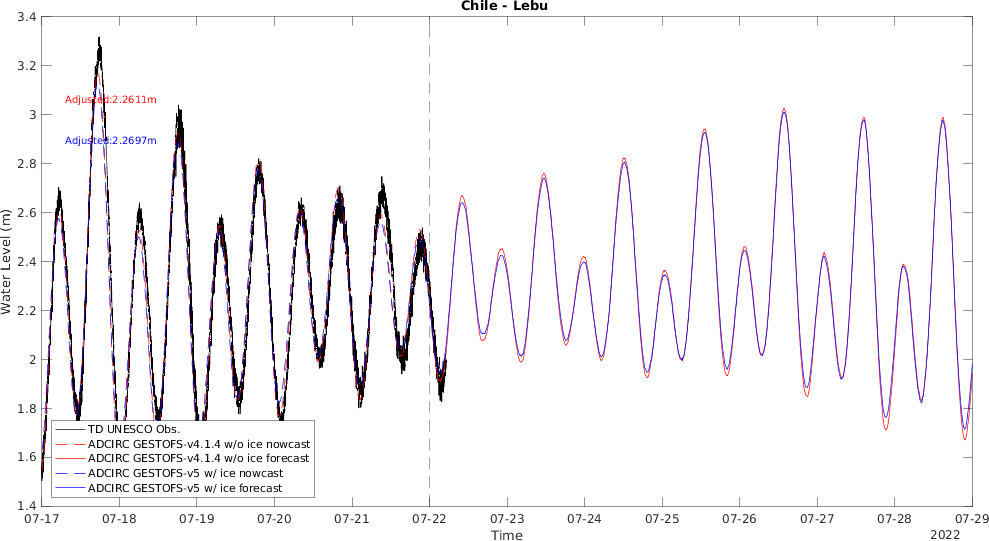 Chile - Lebu
Water Level (m)
3.4
3.2
3
2.8
2.6
2.4
2.2
2
1.8
1.6
1.4
Adjusted:2.2611m
Adjusted:2.2697m
TD UNESCO Obs.
ADCIRC GESTOFS-v4.1.4 w/o ice nowcast
ADCIRC GESTOFS-v4.1.4 w/o ice forecast
ADCIRC GESTOFS-v5 w/ ice nowcast
ADCIRC GESTOFS-v5 w/ ice forecast
07-17 07-18 07-19 07-20 07-21 07-22 07-23 07-24 07-25 07-26 07-27 07-28 07-29
Time
2022